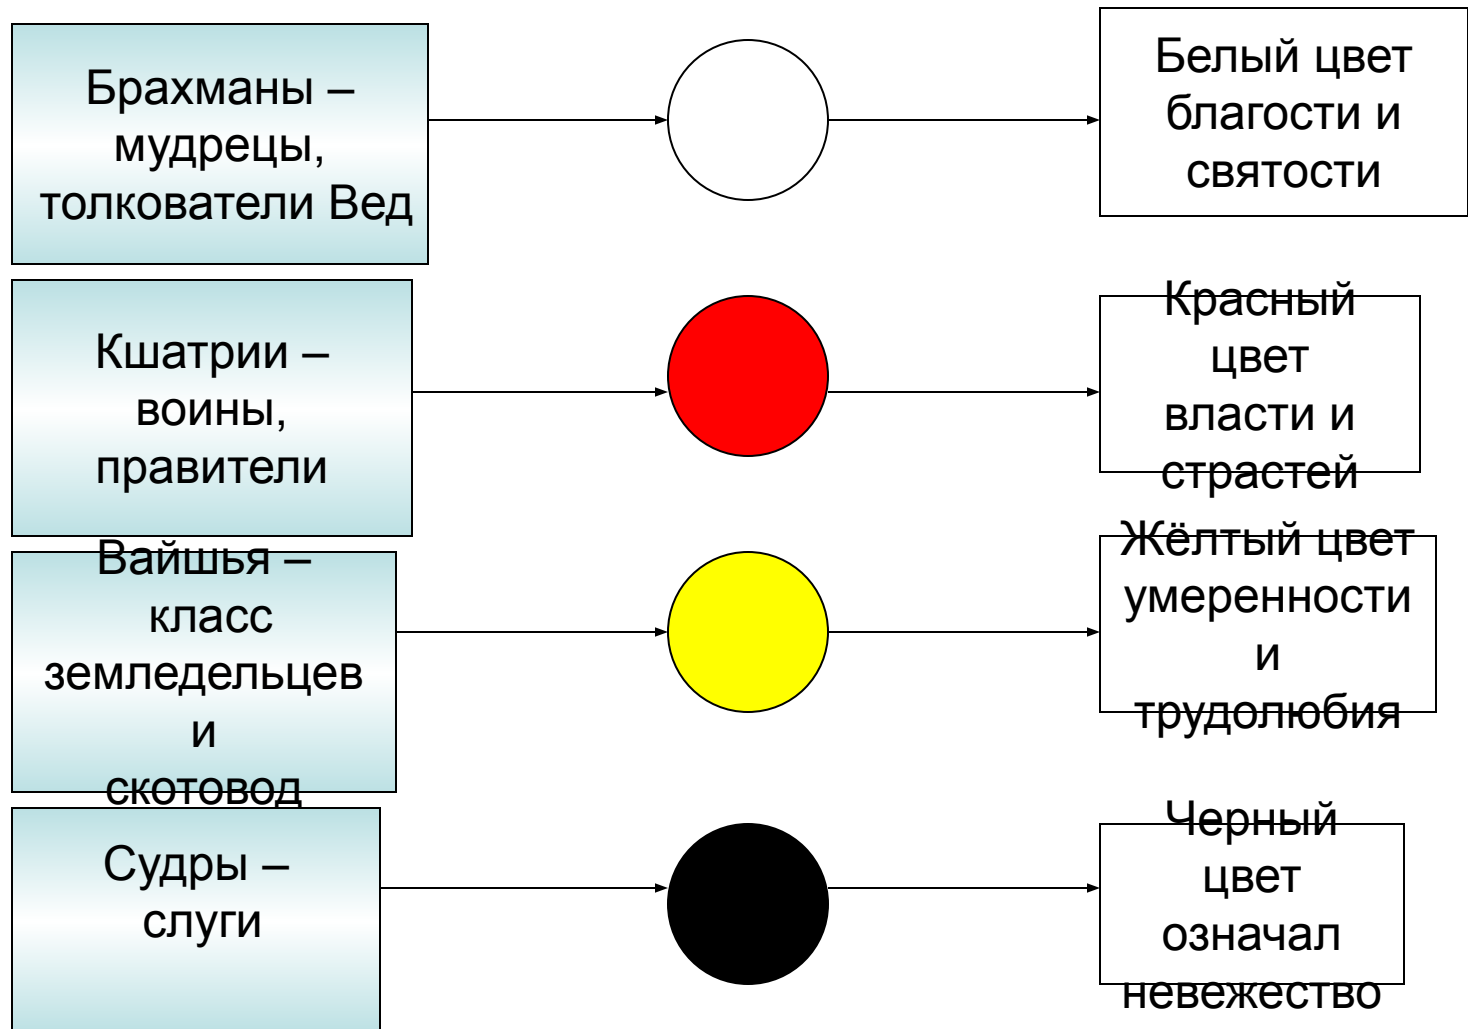 Брахманы –
мудрецы,
толкователи Вед
Белый цвет
благости и
святости
Кшатрии –
воины,
правители
Красный
цвет
власти и
страстей
Вайшья –
класс
земледельцев
и
скотовод
Жёлтый цвет
умеренности
и
трудолюбия
Судры –
слуги
Черный
цвет
означал
невежество